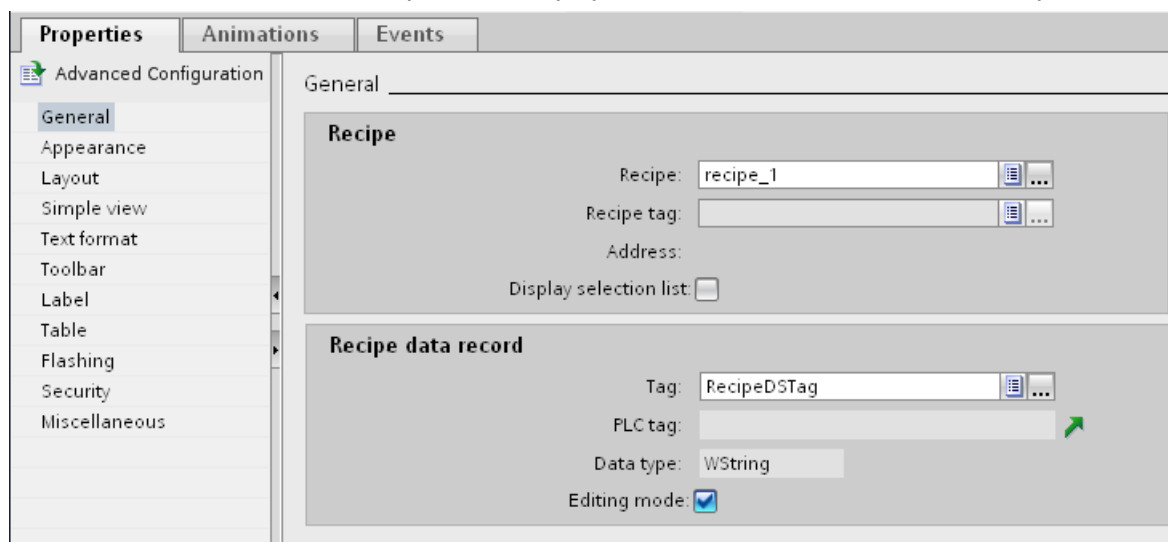 Properties Animations Events
Advanced Configuration
General
Appearance
Layout
Simple view
Text format
Toolbar
Label
Table
Flashing
Security
Miscellaneous
General
Recipe
Recipe: recipe_1 ...
Recipe tag: ...
Address:
Display selection list:
Recipe data record
Tag: RecipeDSTag ...
PLC tag:
Data type: WString
Editing mode: